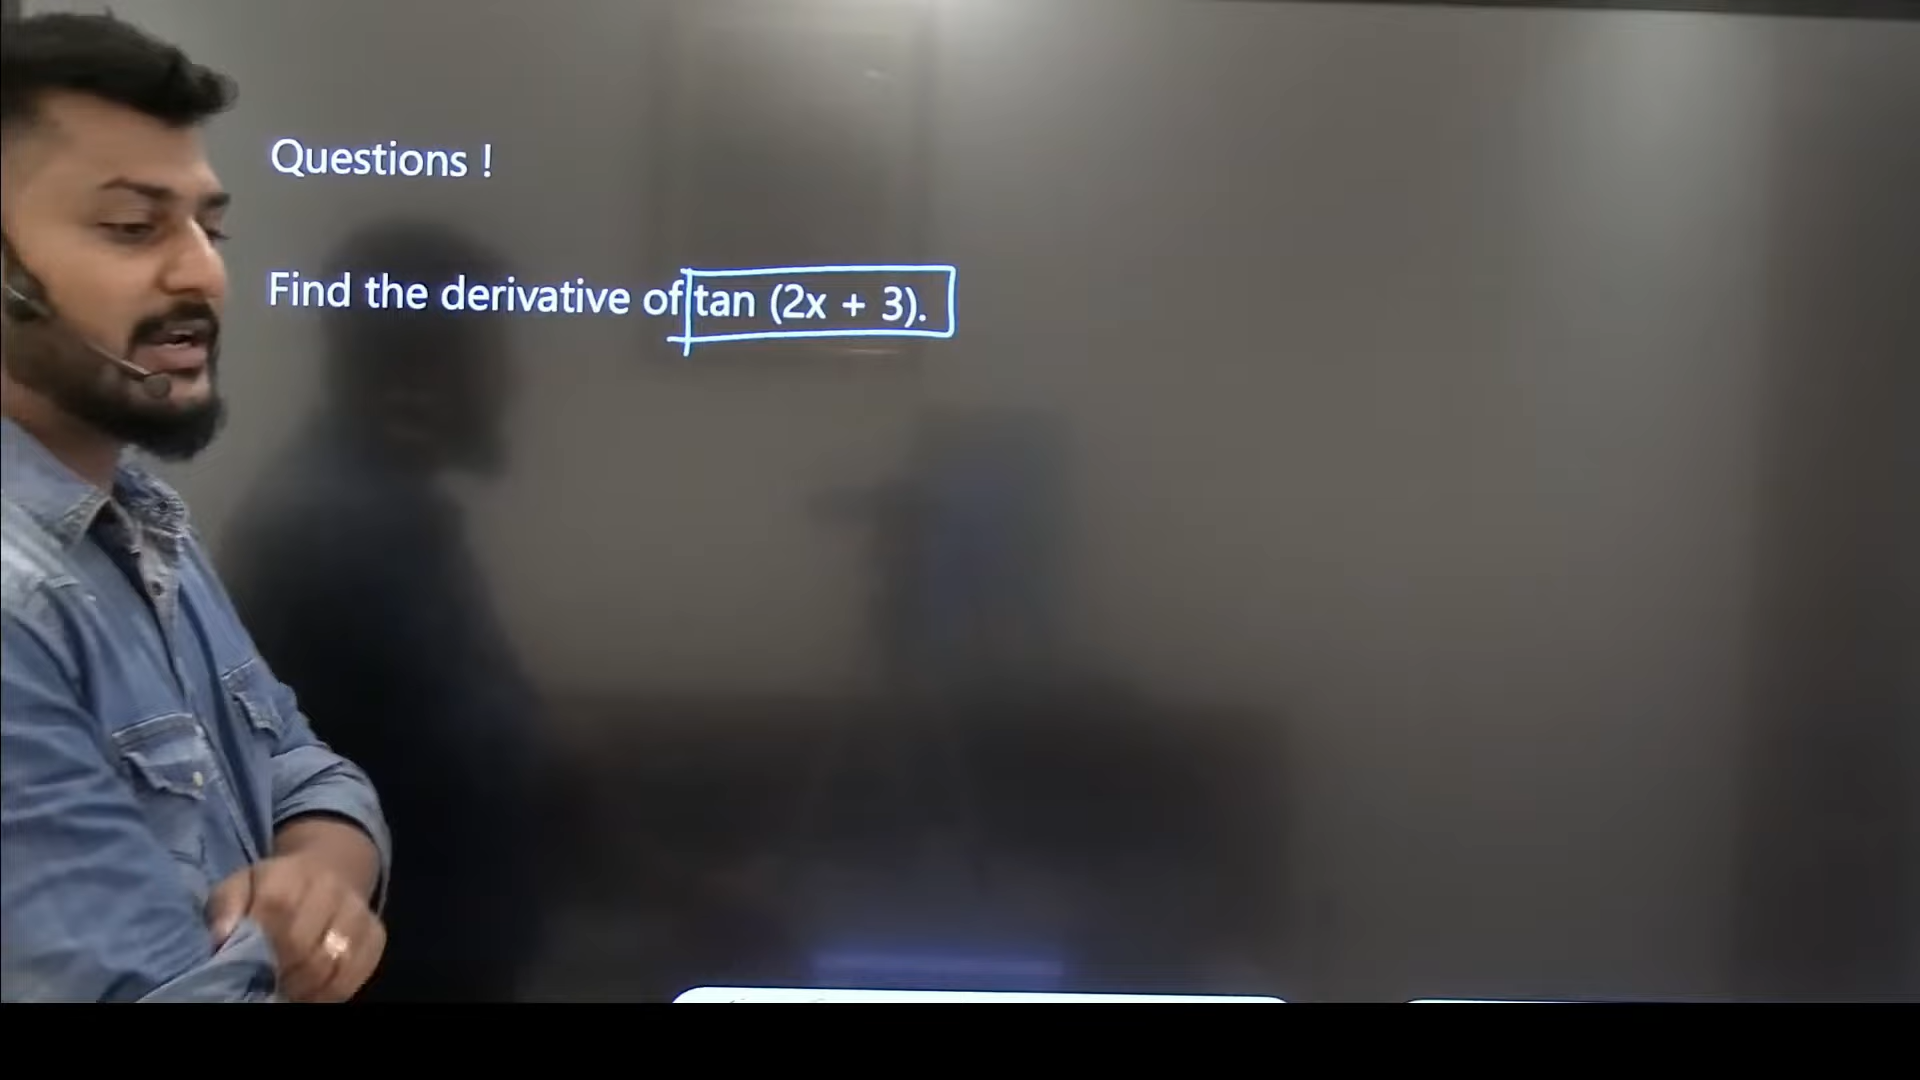 Questions !
Find the derivative of tan (2x + 3).